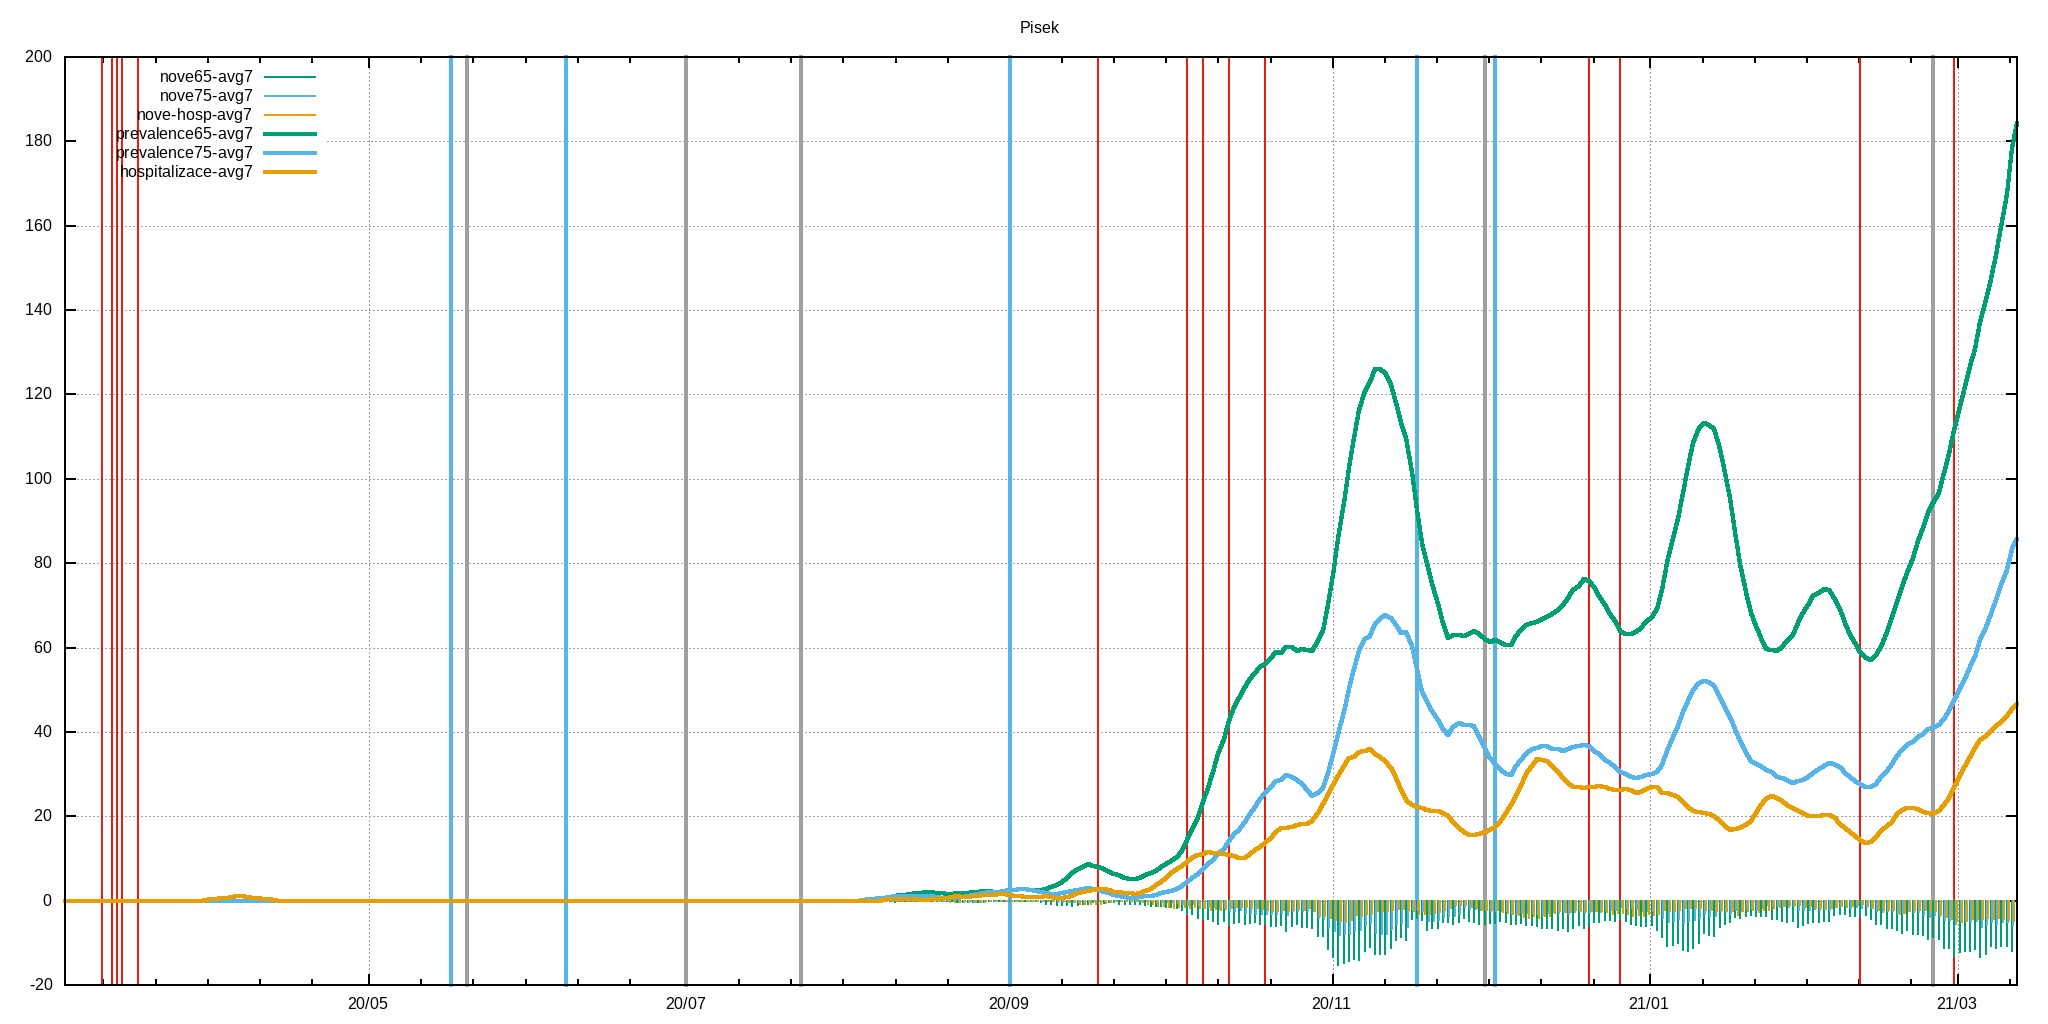 Pisek
200
180
160
140
120
100
80
60
40
20
0
-20
nove65-avg7
nove75-avg7
nove-hosp-avg7
prevalence65-avg7
prevalence75-avg7
hospitalizace-avg7
20/05 20/07 20/09 20/11 21/01 21/03